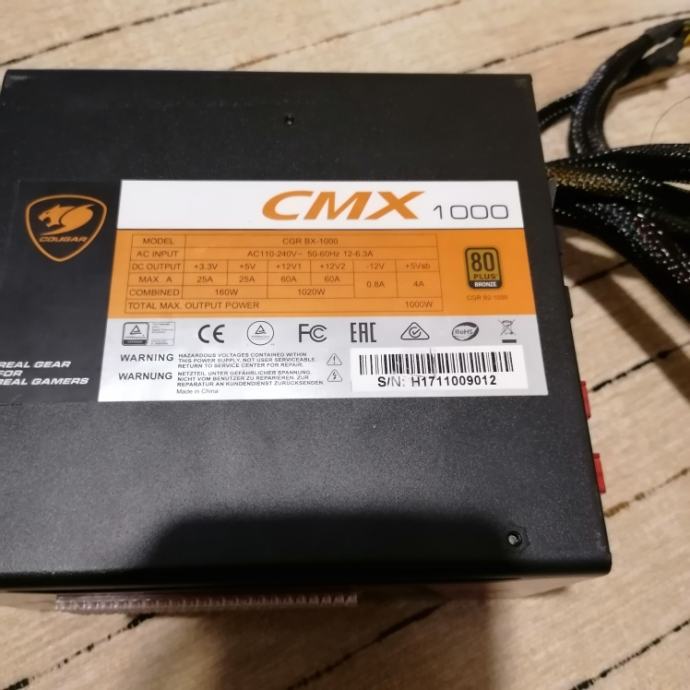 COUGAR
REAL GEAR
FOR
REAL GAMERS
CMX 1000
MODEL CGR BX-1000
AC INPUT AC110-240V~ 50-60Hz 12-6.3A
DC OUTPUT +3.3V +5V +12V1 +12V2 -12V +5Vsb
MAX. A 25A 25A 60A 60A 0.8A 4A
COMBINED 160W 1020W
TOTAL MAX. OUTPUT POWER 1000W
80
PLUS
BRONZE
CGR B2-1000
CE
FC
EAC
RoHS
WARNING HAZARDOUS VOLTAGES CONTAINED WITHIN
THIS POWER SUPPLY, NOT USER SERVICEABLE.
RETURN TO SERVICE CENTER FOR REPAIR.
WARNUNG NETZTEIL UNTER GEFÄHRLICHER SPANNUNG.
NICHT VOM BENUTZER ZU REPARIEREN. ZUR
REPARATUR AN KUNDENDIENST ZURÜCKSENDEN.
Made in China
S/N: H1711009012